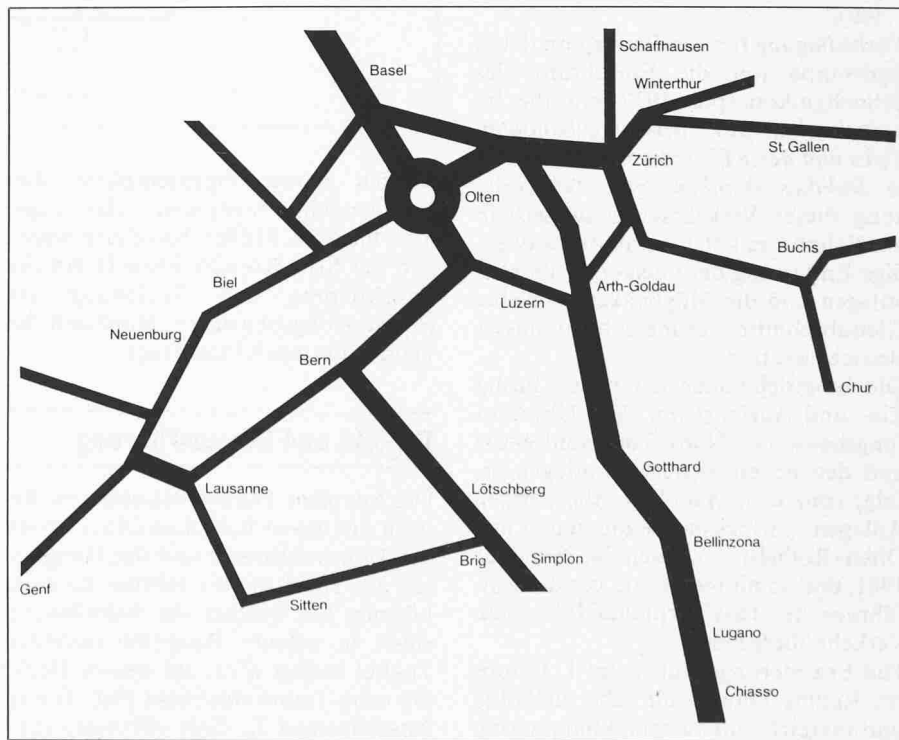 Schaffhausen
Basel
Winterthur
St. Gallen
Zürich
Olten
Buchs
Biel
Luzern
Arth-Goldau
Neuenburg
Bern
Chur
Gotthard
Lausanne
Lötschberg
Bellinzona
Brig
Simplon
Genf
Sitten
Lugano
Chiasso